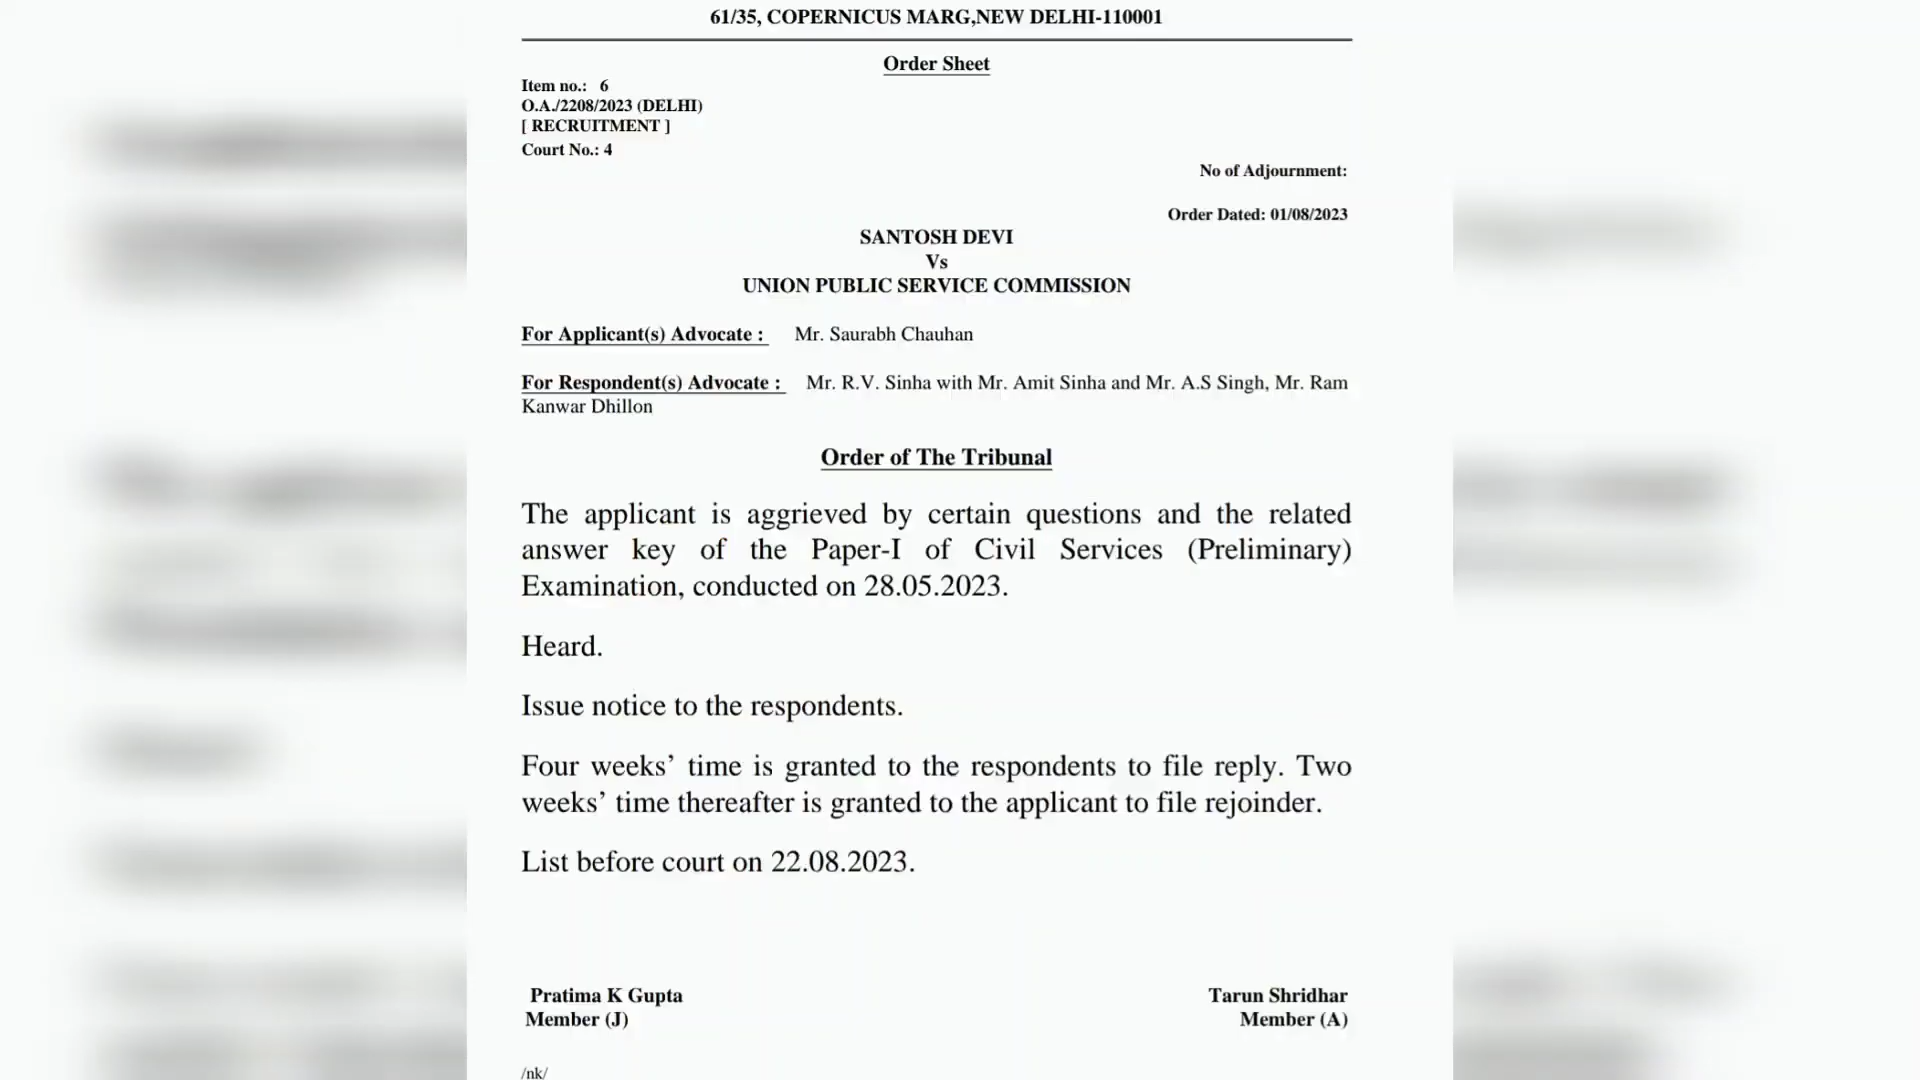 61/35, COPERNICUS MARG,NEW DELHI-110001
Order Sheet
Item no.: 6
O.A./2208/2023 (DELHI)
[ RECRUITMENT ]
Court No.: 4
No of Adjournment:
Order Dated: 01/08/2023
SANTOSH DEVI
Vs
UNION PUBLIC SERVICE COMMISSION
For Applicant(s) Advocate : Mr. Saurabh Chauhan
For Respondent(s) Advocate : Mr. R.V. Sinha with Mr. Amit Sinha and Mr. A.S Singh, Mr. Ram
Kanwar Dhillon
Order of The Tribunal
The applicant is aggrieved by certain questions and the related
answer key of the Paper-I of Civil Services (Preliminary)
Examination, conducted on 28.05.2023.
Heard.
Issue notice to the respondents.
Four weeks’ time is granted to the respondents to file reply. Two
weeks’ time thereafter is granted to the applicant to file rejoinder.
List before court on 22.08.2023.
Pratima K Gupta Tarun Shridhar
Member (J) Member (A)
/nk/